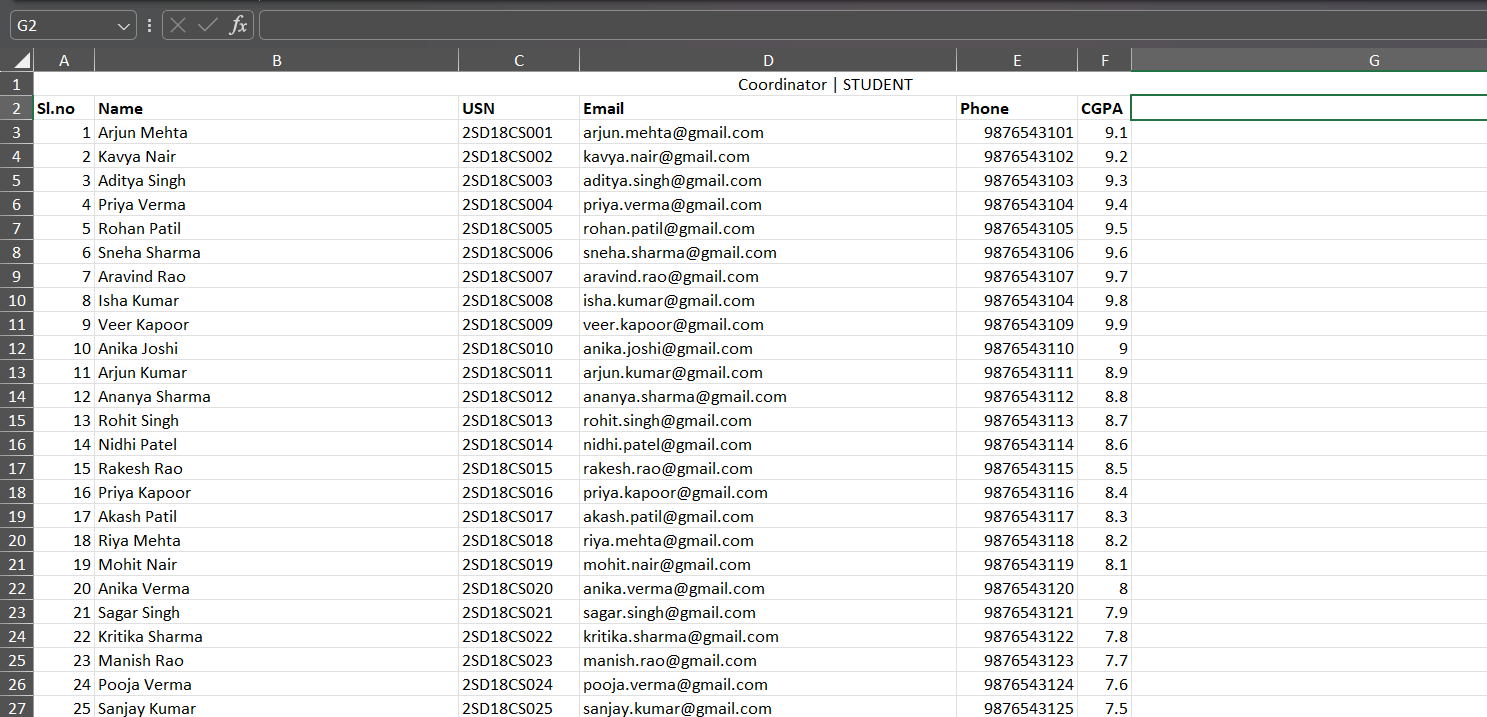 G2 fx
A B C D E F G
1 Coordinator | STUDENT
2 Sl.no Name USN Email Phone CGPA
3 1 Arjun Mehta 2SD18CS001 arjun.mehta@gmail.com 9876543101 9.1
4 2 Kavya Nair 2SD18CS002 kavya.nair@gmail.com 9876543102 9.2
5 3 Aditya Singh 2SD18CS003 aditya.singh@gmail.com 9876543103 9.3
6 4 Priya Verma 2SD18CS004 priya.verma@gmail.com 9876543104 9.4
7 5 Rohan Patil 2SD18CS005 rohan.patil@gmail.com 9876543105 9.5
8 6 Sneha Sharma 2SD18CS006 sneha.sharma@gmail.com 9876543106 9.6
9 7 Aravind Rao 2SD18CS007 aravind.rao@gmail.com 9876543107 9.7
10 8 Isha Kumar 2SD18CS008 isha.kumar@gmail.com 9876543104 9.8
11 9 Veer Kapoor 2SD18CS009 veer.kapoor@gmail.com 9876543109 9.9
12 10 Anika Joshi 2SD18CS010 anika.joshi@gmail.com 9876543110 9
13 11 Arjun Kumar 2SD18CS011 arjun.kumar@gmail.com 9876543111 8.9
14 12 Ananya Sharma 2SD18CS012 ananya.sharma@gmail.com 9876543112 8.8
15 13 Rohit Singh 2SD18CS013 rohit.singh@gmail.com 9876543113 8.7
16 14 Nidhi Patel 2SD18CS014 nidhi.patel@gmail.com 9876543114 8.6
17 15 Rakesh Rao 2SD18CS015 rakesh.rao@gmail.com 9876543115 8.5
18 16 Priya Kapoor 2SD18CS016 priya.kapoor@gmail.com 9876543116 8.4
19 17 Akash Patil 2SD18CS017 akash.patil@gmail.com 9876543117 8.3
20 18 Riya Mehta 2SD18CS018 riya.mehta@gmail.com 9876543118 8.2
21 19 Mohit Nair 2SD18CS019 mohit.nair@gmail.com 9876543119 8.1
22 20 Anika Verma 2SD18CS020 anika.verma@gmail.com 9876543120 8
23 21 Sagar Singh 2SD18CS021 sagar.singh@gmail.com 9876543121 7.9
24 22 Kritika Sharma 2SD18CS022 kritika.sharma@gmail.com 9876543122 7.8
25 23 Manish Rao 2SD18CS023 manish.rao@gmail.com 9876543123 7.7
26 24 Pooja Verma 2SD18CS024 pooja.verma@gmail.com 9876543124 7.6
27 25 Sanjay Kumar 2SD18CS025 sanjay.kumar@gmail.com 9876543125 7.5